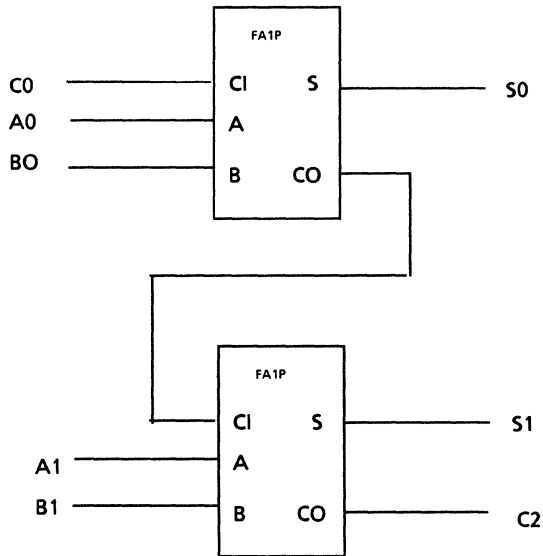 FA1P
C0 CI S S0
A0 A
BO B CO
FA1P
CI S S1
A1 A
B1 B CO C2